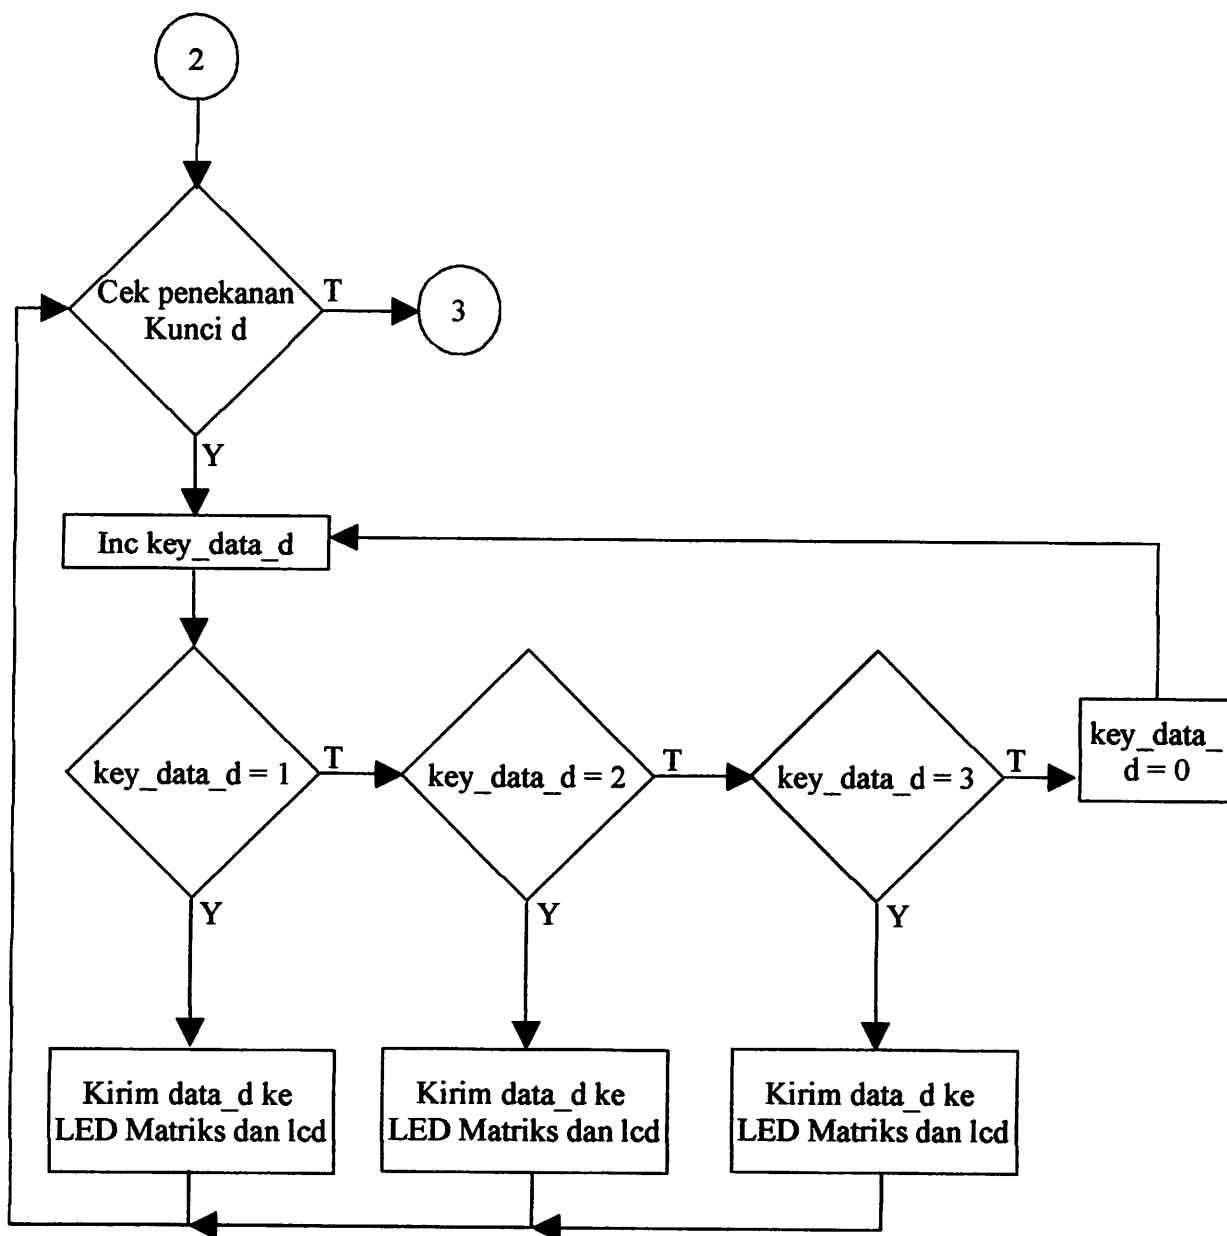 2
Cek penekanan
Kunci d
T
3
Y
Inc key_data_d
key_data_d = 1
T
key_data_d = 2
T
key_data_d = 3
T
key_data_
d = 0
Y
Y
Y
Kirim data_d ke
LED Matriks dan lcd
Kirim data_d ke
LED Matriks dan lcd
Kirim data_d ke
LED Matriks dan lcd